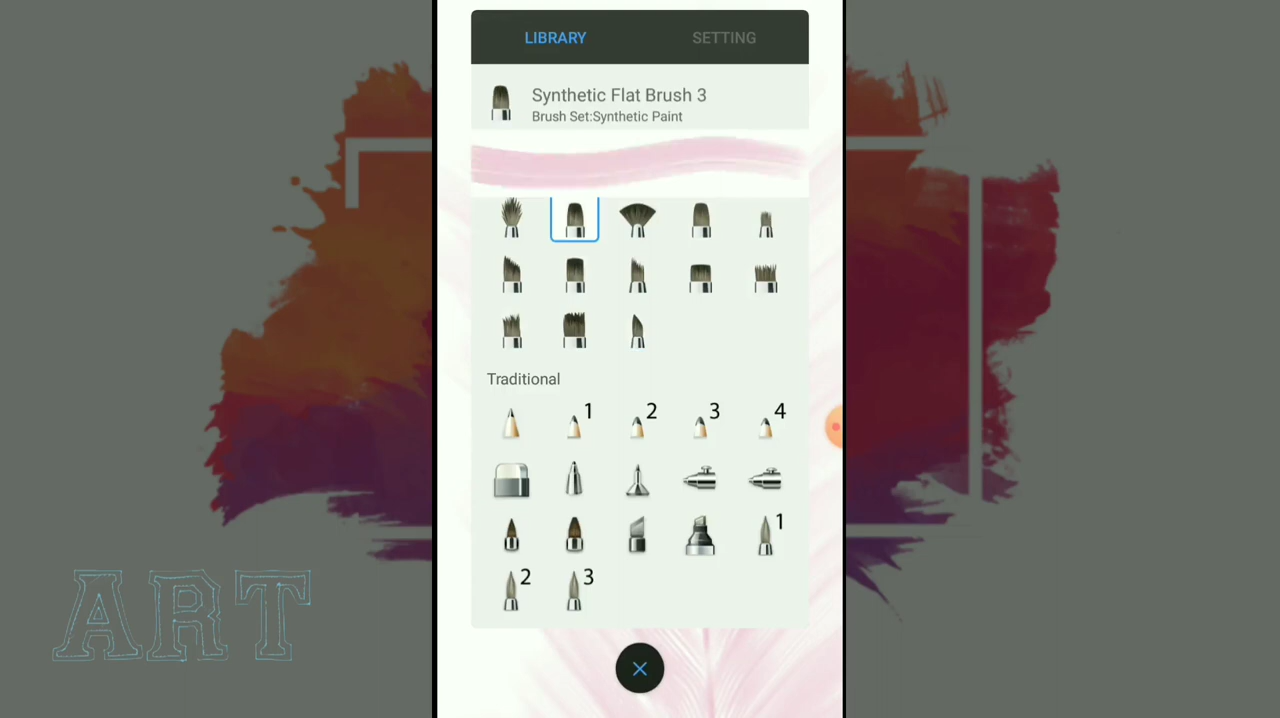 LIBRARY SETTING
Synthetic Flat Brush 3
Brush Set:Synthetic Paint
Traditional
1 2 3 4
1
2 3
ART